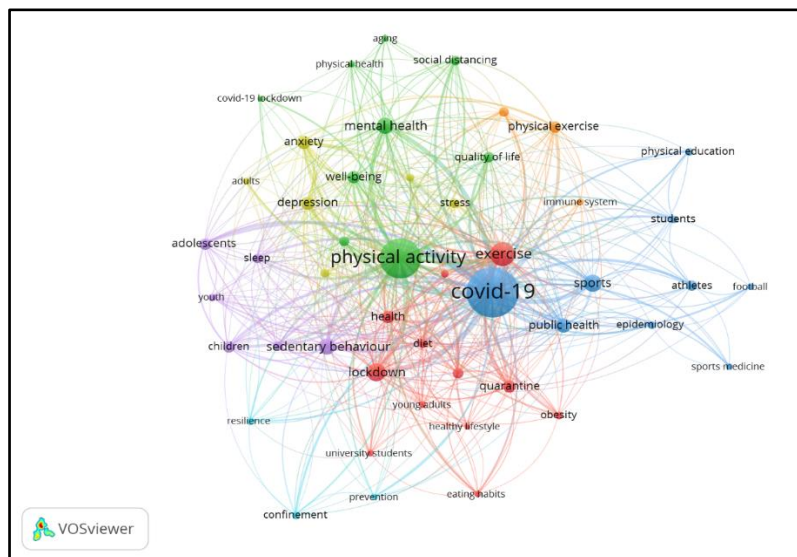 aging
physical health
social distancing
covid-19 lockdown
mental health
physical exercise
anxiety
quality of life
physical education
adults
well-being
depression
stress
immune system
students
adolescents
sleep
physical activity
exercise
youth
covid-19
sports
athletes
football
health
public health
epidemiology
children
sedentary behaviour
diet
lockdown
quarantine
sports medicine
resilience
young adults
obesity
healthy lifestyle
university students
prevention
eating habits
confinement
VOSviewer